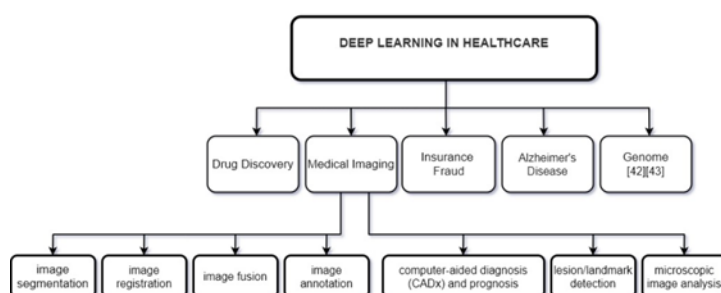 DEEP LEARNING IN HEALTHCARE
Drug Discovery
Medical Imaging
Insurance
Fraud
Alzheimer's
Disease
Genome
[42][43]
image
segmentation
image
registration
image fusion
image
annotation
computer-aided diagnosis
(CADx) and prognosis
lesion/landmark
detection
microscopic
image analysis